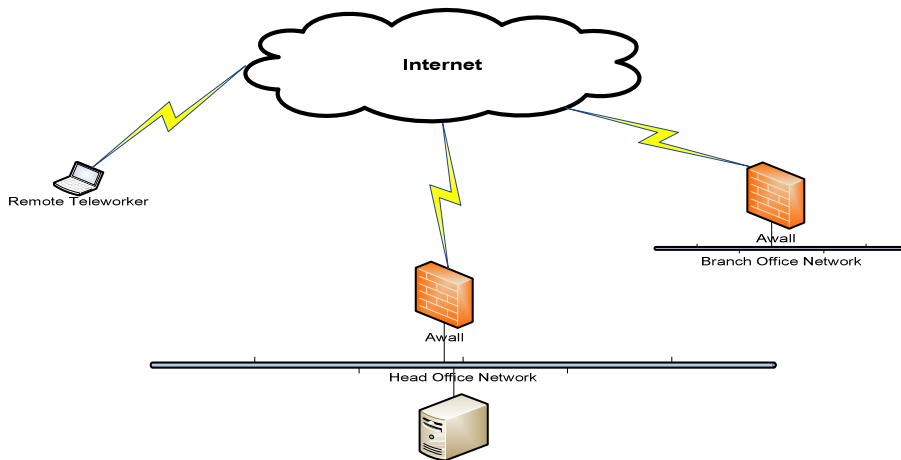 Internet
Remote Teleworker
Awall
Branch Office Network
Awall
Head Office Network